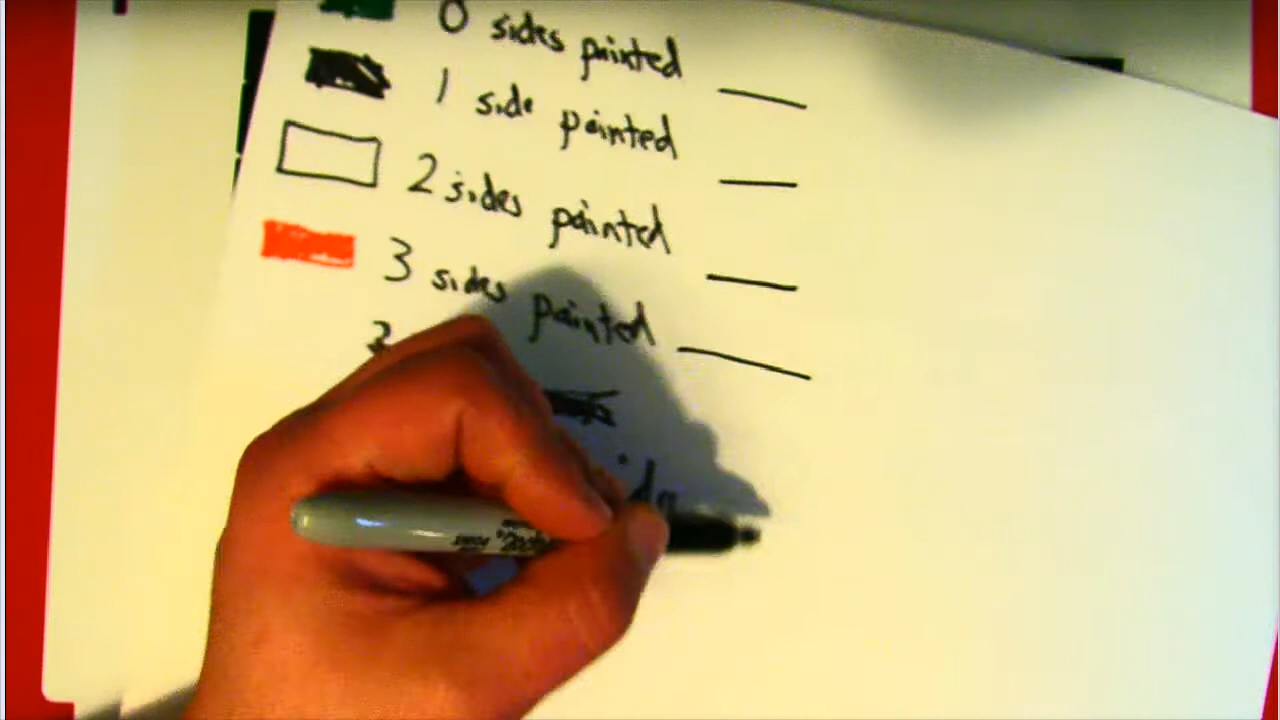 0 sides painted
1 side painted
2 sides painted
3 sides painted